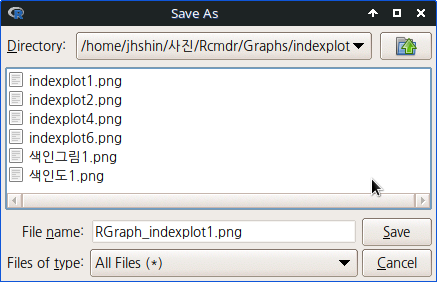 Save As
Directory: /home/jhshin/사진/Rcmdr/Graphs/indexplot
indexplot1.png
indexplot2.png
indexplot4.png
indexplot6.png
색인그림1.png
색인도1.png
File name: RGraph_indexplot1.png Save
Files of type: All Files (*) Cancel